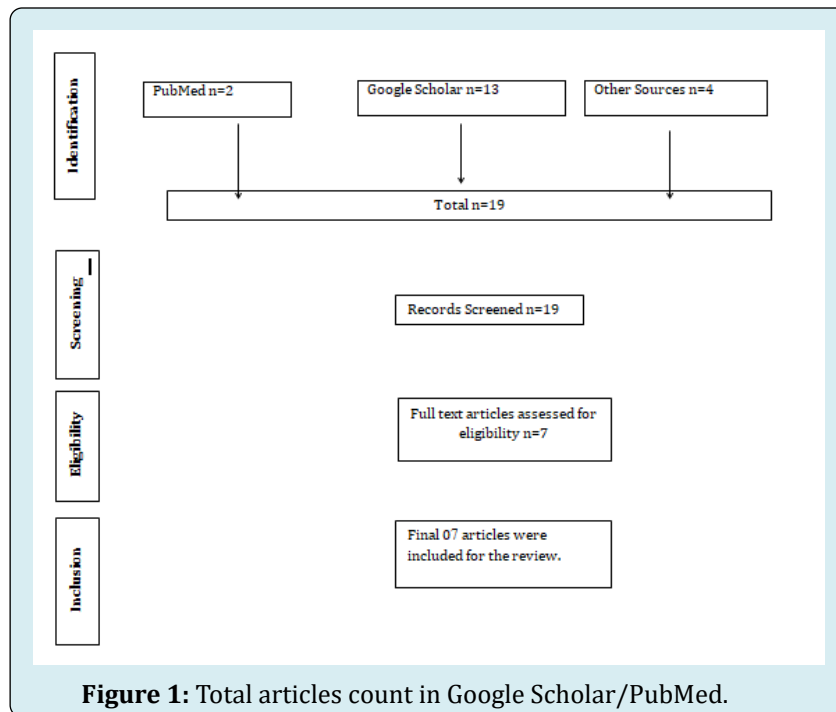 Identification
PubMed n=2
Google Scholar n=13
Other Sources n=4
Total n=19
Screening
Records Screened n=19
Eligibility
Full text articles assessed for
eligibility n=7
Inclusion
Final 07 articles were
included for the review.
Figure 1: Total articles count in Google Scholar/PubMed.